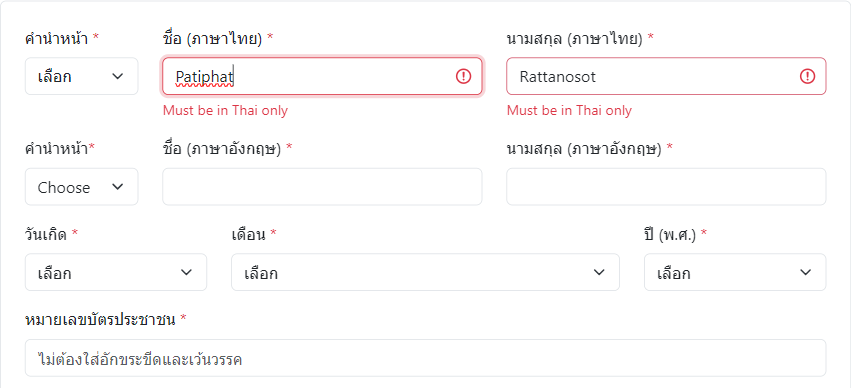 คำนำหน้า * ชื่อ (ภาษาไทย) * นามสกุล (ภาษาไทย) *
เลือก Patiphat Rattanosot
Must be in Thai only Must be in Thai only
คำนำหน้า* ชื่อ (ภาษาอังกฤษ) * นามสกุล (ภาษาอังกฤษ) *
Choose
วันเกิด * เดือน * ปี (พ.ศ.) *
เลือก เลือก เลือก
หมายเลขบัตรประชาชน *
ไม่ต้องใส่อักขระขีดและเว้นวรรค